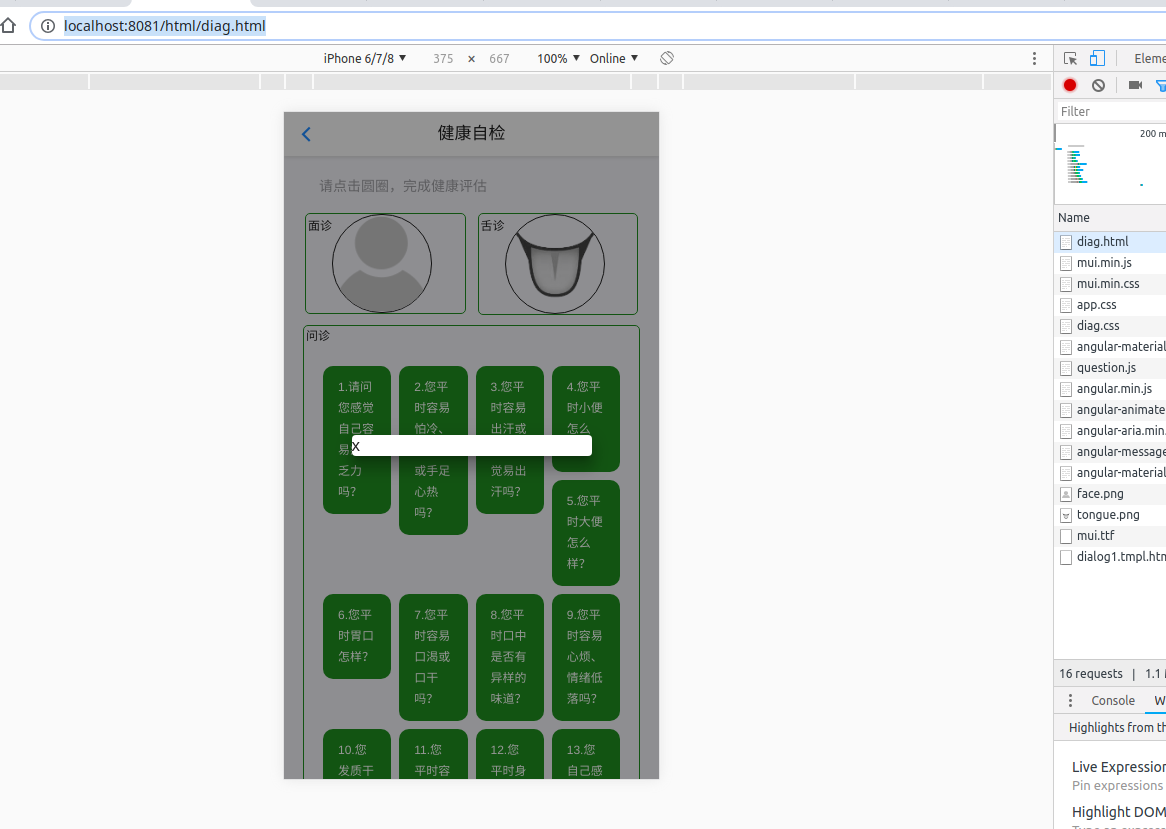 localhost:8081/html/diag.html
iPhone 6/7/8 ▼ 375 × 667 100% ▼ Online ▼
Eleme
Filter
200 m
健康自检
请点击圆圈，完成健康评估
面诊
舌诊
问诊
1.请问
您感觉
自己容
易
乏力
吗?
2.您平
时容易
怕冷、
或手足
心热
吗?
3.您平
时容易
出汗或
觉易出
汗吗?
4.您平
时小便
怎么
X
5.您平
时大便
怎么
样?
6.您平
时胃口
怎样?
7.您平
时容易
口渴或
口干
吗?
8.您平
时口中
是否有
异样的
味道?
9.您平
时容易
心烦、
情绪低
落吗?
10.您
发质干
11.您
平时容
12.您
平时身
13.您
自己感
Name
diag.html
mui.min.js
mui.min.css
app.css
diag.css
angular-material
question.js
angular.min.js
angular-animate
angular-aria.min.
angular-message
angular-material
face.png
tongue.png
mui.ttf
dialog1.tmpl.htm
16 requests | 1.1 M
Console W
Highlights from th
Live Expression
Pin expressions
Highlight DOM